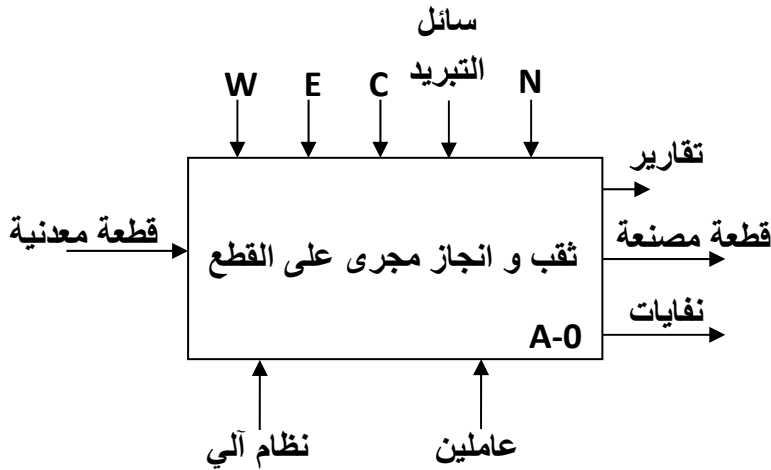 سائل
التبريد
W E C N
تقارير
قطعة معدنية
ثقب و انجاز مجرى على القطع
قطعة مصنعة
نفايات
A-0
نظام آلي
عاملين